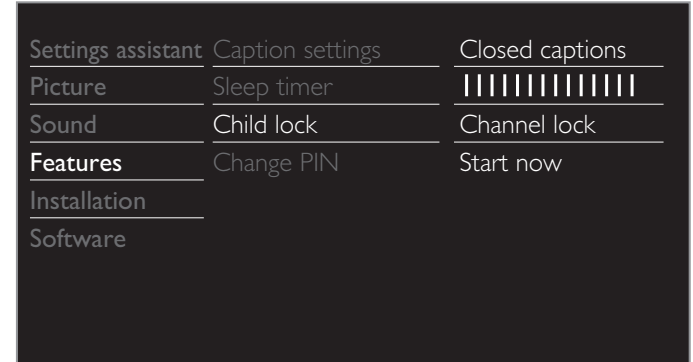 Settings assistant Caption settings Closed captions
Picture Sleep timer
Sound Child lock Channel lock
Features Change PIN Start now
Installation
Software